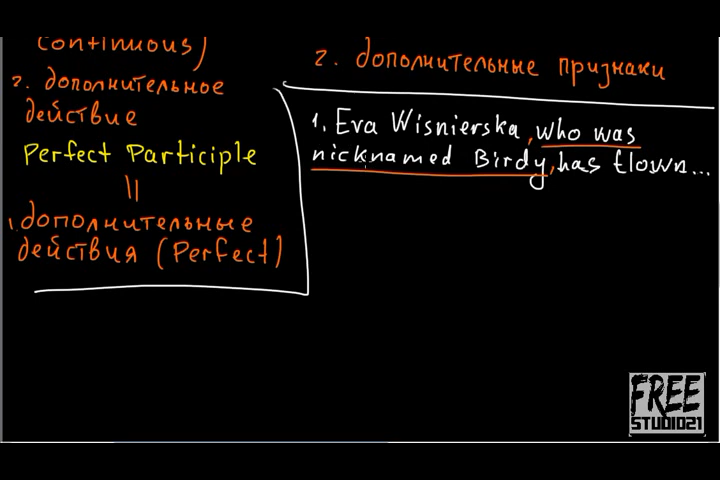 Continuous)
2. дополнительное
действие
Perfect Participle
||
1. дополнительные
действия (Perfect)
2. дополнительные признаки
1. Eva Wisnierska, who was
nicknamed Birdy, has flown...
FREE
STUDIO21